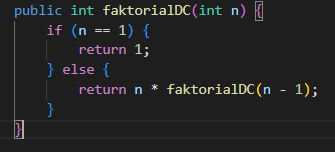 public int faktorialDC(int n) {
    if (n == 1) {
        return 1;
    } else {
        return n * faktorialDC(n - 1);
    }
}